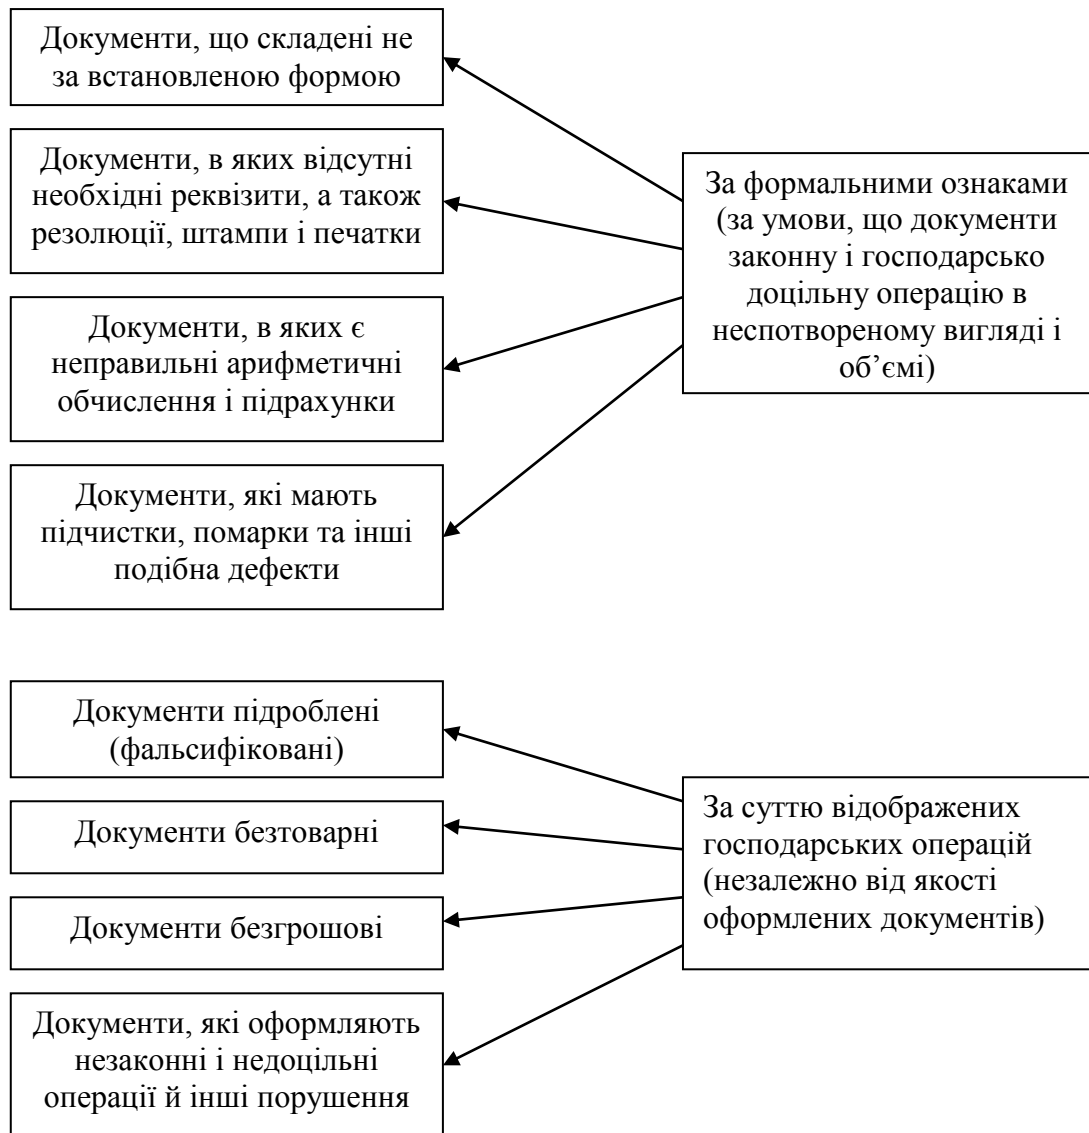 Документи, що складені не
за встановленою формою
Документи, в яких відсутні
необхідні реквізити, а також
резолюції, штампи і печатки
Документи, в яких є
неправильні арифметичні
обчислення і підрахунки
Документи, які мають
підчистки, помарки та інші
подібна дефекти
За формальними ознаками
(за умови, що документи
законну і господарсько
доцільну операцію в
неспотвореному вигляді і
об’ємі)
Документи підроблені
(фальсифіковані)
Документи безтоварні
Документи безгрошові
Документи, які оформляють
незаконні і недоцільні
операції й інші порушення
За суттю відображених
господарських операцій
(незалежно від якості
оформлених документів)